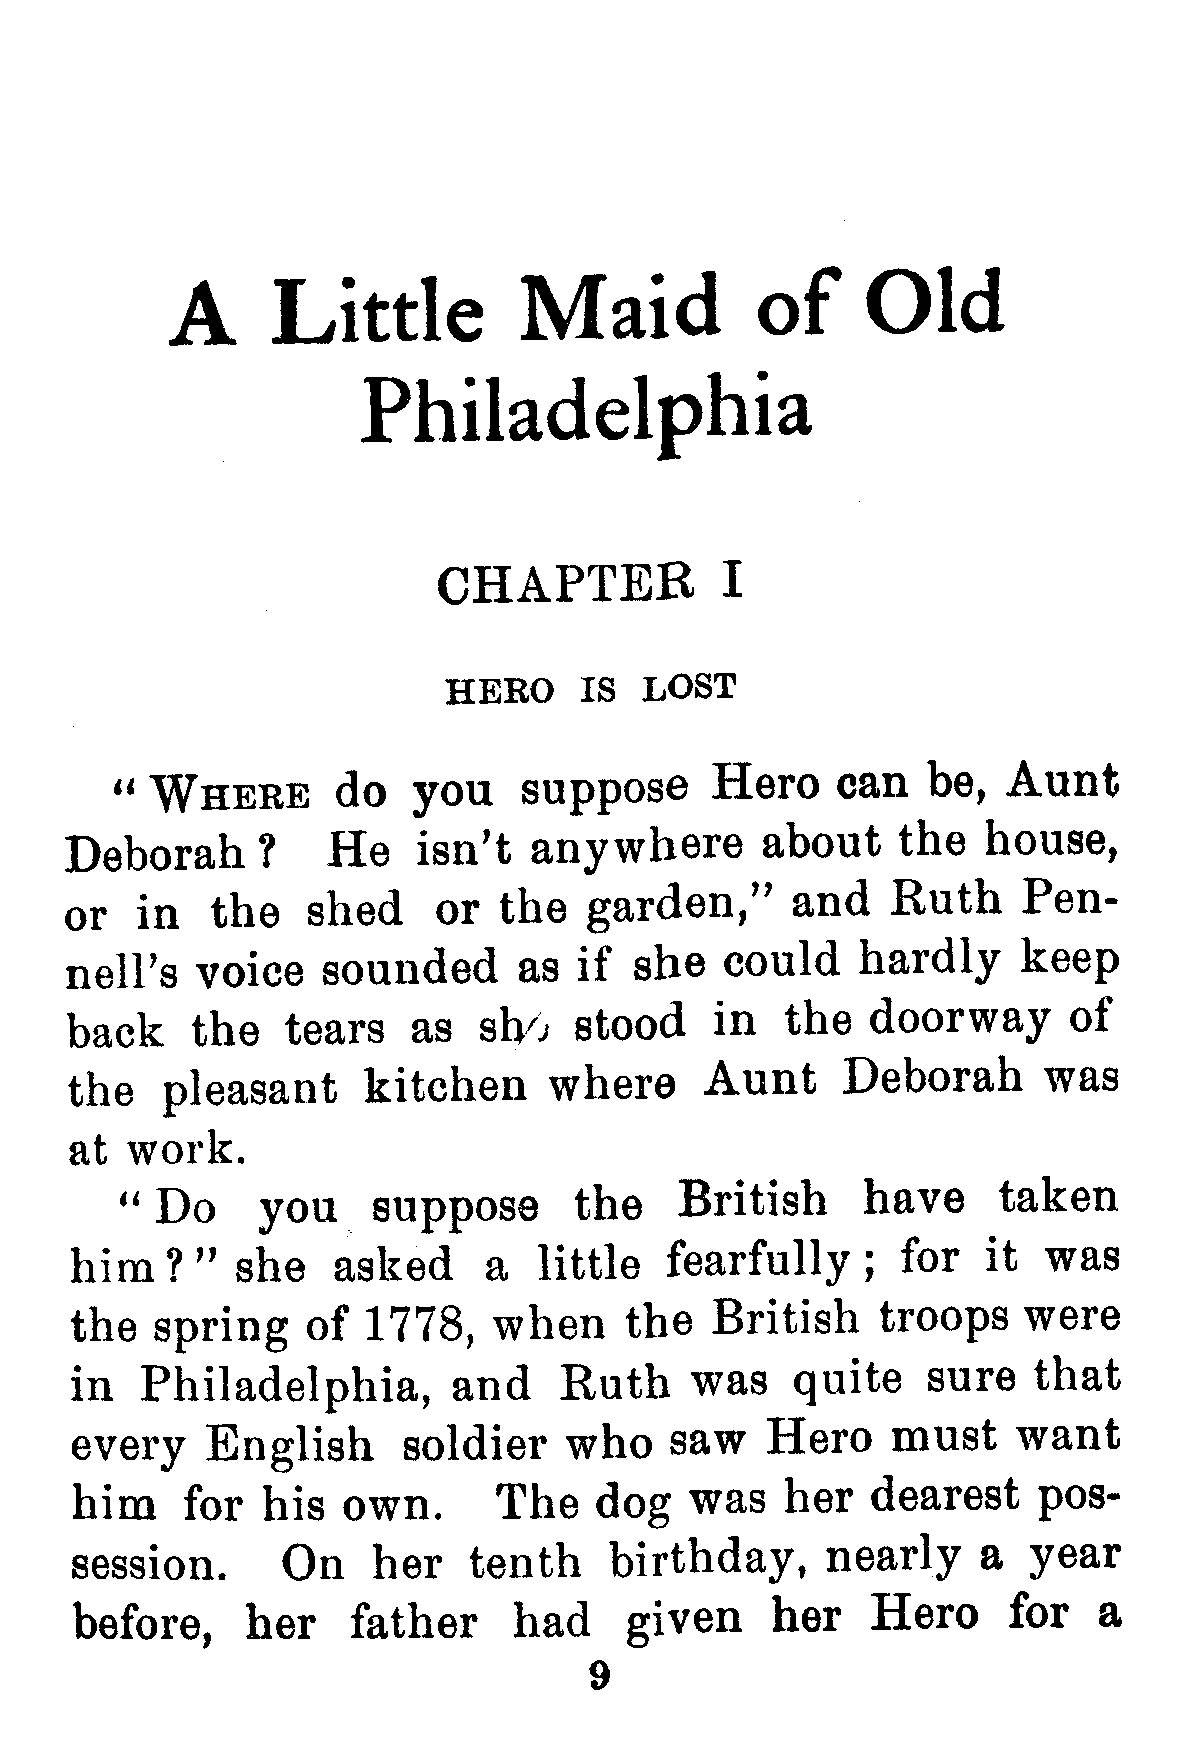 A Little Maid of Old
Philadelphia
CHAPTER I
HERO IS LOST
“ WHERE do you suppose Hero can be, Aunt
Deborah ? He isn’t anywhere about the house,
or in the shed or the garden,” and Ruth Pen-
nell’s voice sounded as if she could hardly keep
back the tears as she stood in the doorway of
the pleasant kitchen where Aunt Deborah was
at work.
“ Do you suppose the British have taken
him ? ” she asked a little fearfully ; for it was
the spring of 1778, when the British troops were
in Philadelphia, and Ruth was quite sure that
every English soldier who saw Hero must want
him for his own. The dog was her dearest pos-
session. On her tenth birthday, nearly a year
before, her father had given her Hero for a
9